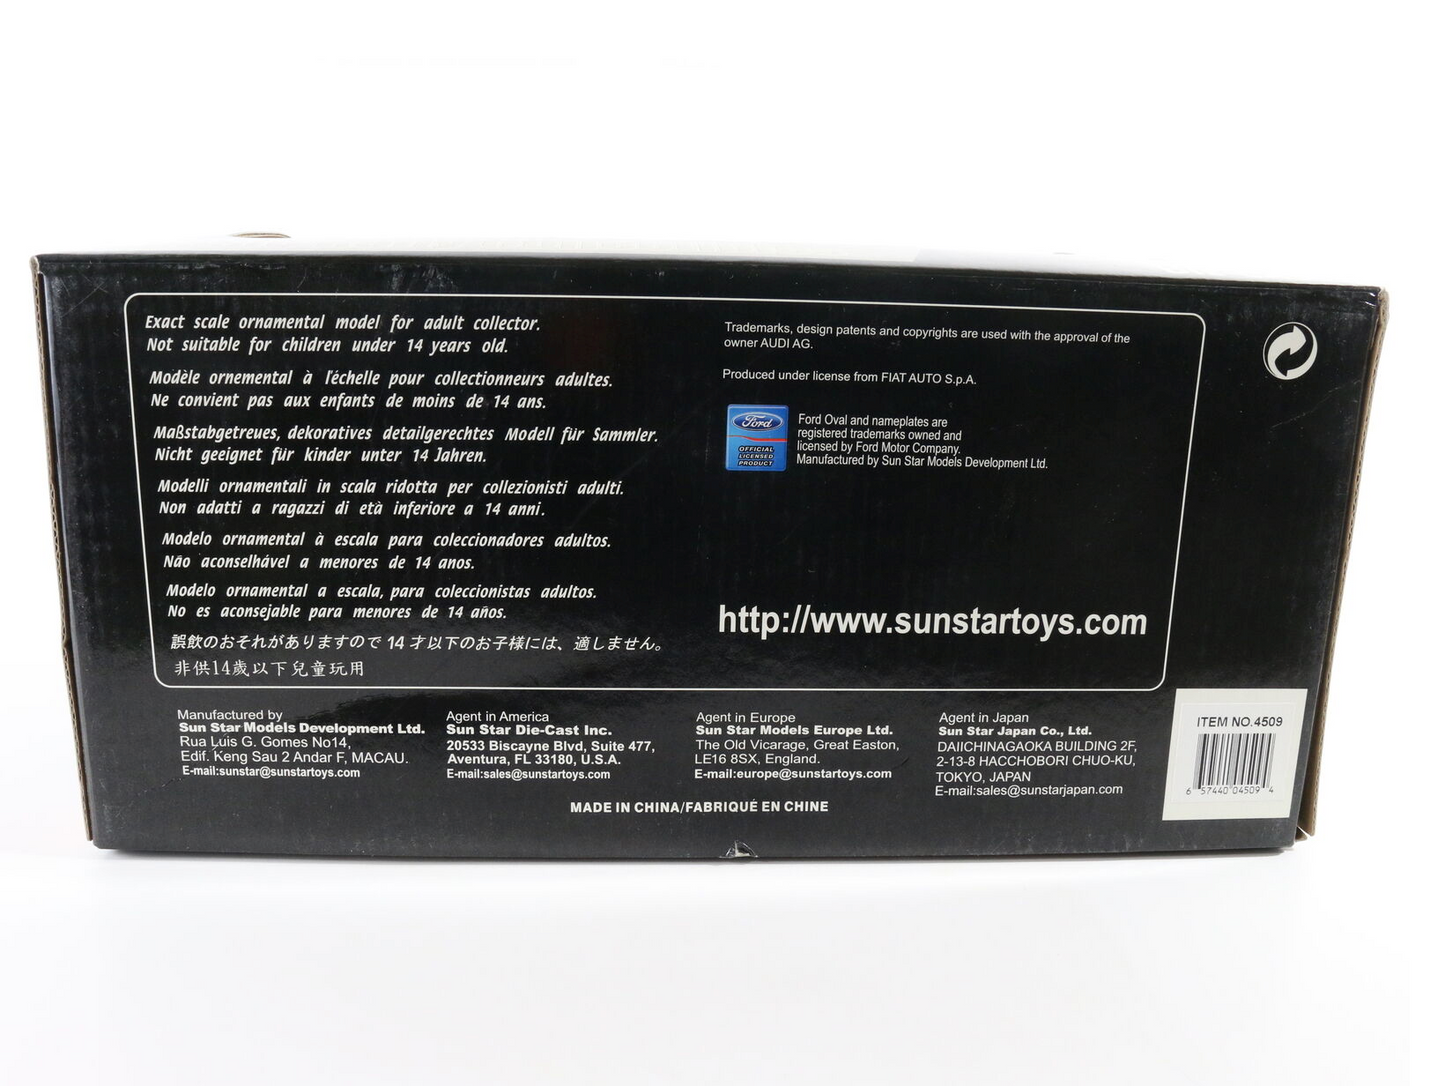 Exact scale ornamental model for adult collector.
Not suitable for children under 14 years old.
Modèle ornemental à l'échelle pour collectionneurs adultes.
Ne convient pas aux enfants de moins de 14 ans.
Maßstabgetreues, dekoratives detailgerechtes Modell für Sammler.
Nicht geeignet für kinder unter 14 Jahren.
Modelli ornamentali in scala ridotta per collezionisti adulti.
Non adatti a ragazzi di età inferiore a 14 anni.
Modelo ornamental à escala para coleccionadores adultos.
Não aconselhável a menores de 14 anos.
Modelo ornamental a escala, para coleccionistas adultos.
No es aconsejable para menores de 14 años.
誤飲のおそれがありますので 14 才以下のお子様には、適しません。
非供14歲以下兒童玩用
Trademarks, design patents and copyrights are used with the approval of the
owner AUDI AG.
Produced under license from FIAT AUTO S.p.A.
Ford
OFFICIAL
LICENSED
PRODUCT
Ford Oval and nameplates are
registered trademarks owned and
licensed by Ford Motor Company.
Manufactured by Sun Star Models Development Ltd.
http://www.sunstartoys.com
Manufactured by
Sun Star Models Development Ltd.
Rua Luis G. Gomes No14,
Edif. Keng Sau 2 Andar F, MACAU.
E-mail:sunstar@sunstartoys.com
Agent in America
Sun Star Die-Cast Inc.
20533 Biscayne Blvd, Suite 477,
Aventura, FL 33180, U.S.A.
E-mail:sales@sunstartoys.com
Agent in Europe
Sun Star Models Europe Ltd.
The Old Vicarage, Great Easton,
LE16 8SX, England.
E-mail:europe@sunstartoys.com
Agent in Japan
Sun Star Japan Co., Ltd.
DAIICHINAGAOKA BUILDING 2F,
2-13-8 HACCHOBORI CHUO-KU,
TOKYO, JAPAN
E-mail:sales@sunstarjapan.com
MADE IN CHINA/FABRIQUÉ EN CHINE
ITEM NO.4509
6 57440 04509 4